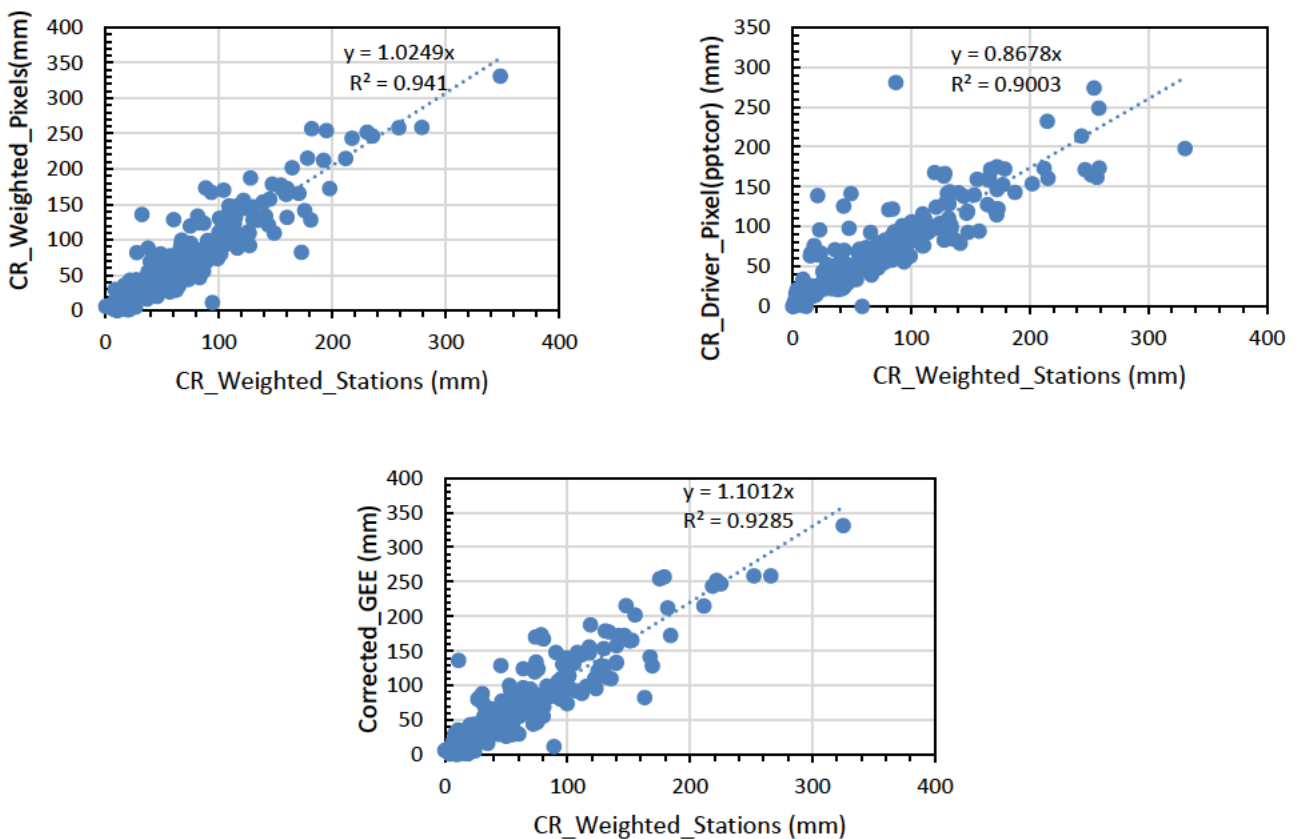 CR_Weighted_Pixels(mm)
400
350
300
250
200
150
100
50
0
y = 1.0249x
R² = 0.941
0 100 200 300 400
CR_Weighted_Stations (mm)
CR_Driver_Pixel(pptcor) (mm)
350
300
250
200
150
100
50
0
y = 0.8678x
R² = 0.9003
0 100 200 300 400
CR_Weighted_Stations (mm)
Corrected_GEE (mm)
400
350
300
250
200
150
100
50
0
y = 1.1012x
R² = 0.9285
0 100 200 300 400
CR_Weighted_Stations (mm)